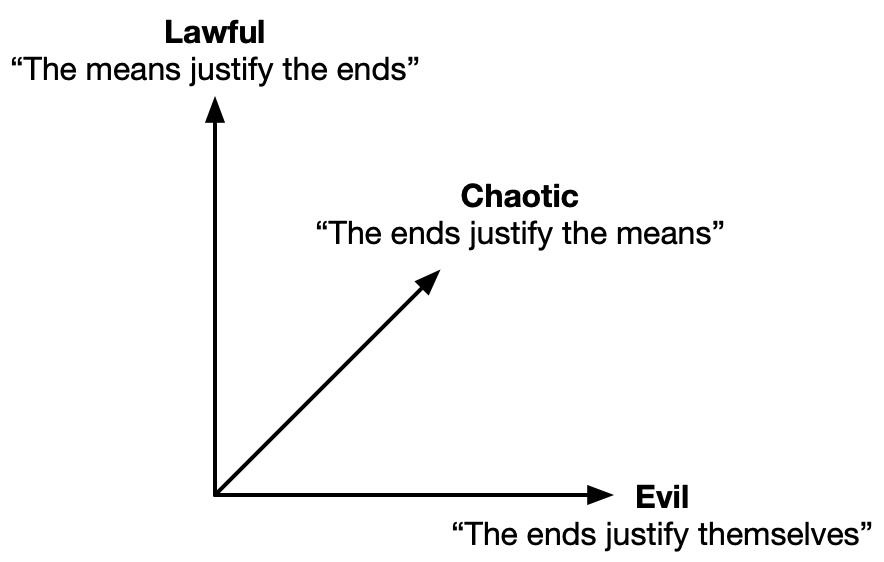 Lawful
“The means justify the ends”
Chaotic
“The ends justify the means”
Evil
“The ends justify themselves”